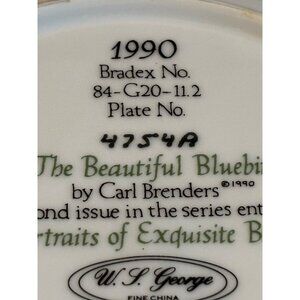 1990
Bradex No.
84-G20-11.2
Plate No.
4754A
The Beautiful Bluebi
by Carl Brenders ©1990
ond issue in the series ent
rtraits of Exquisite B
W. S. George
FINE CHINA